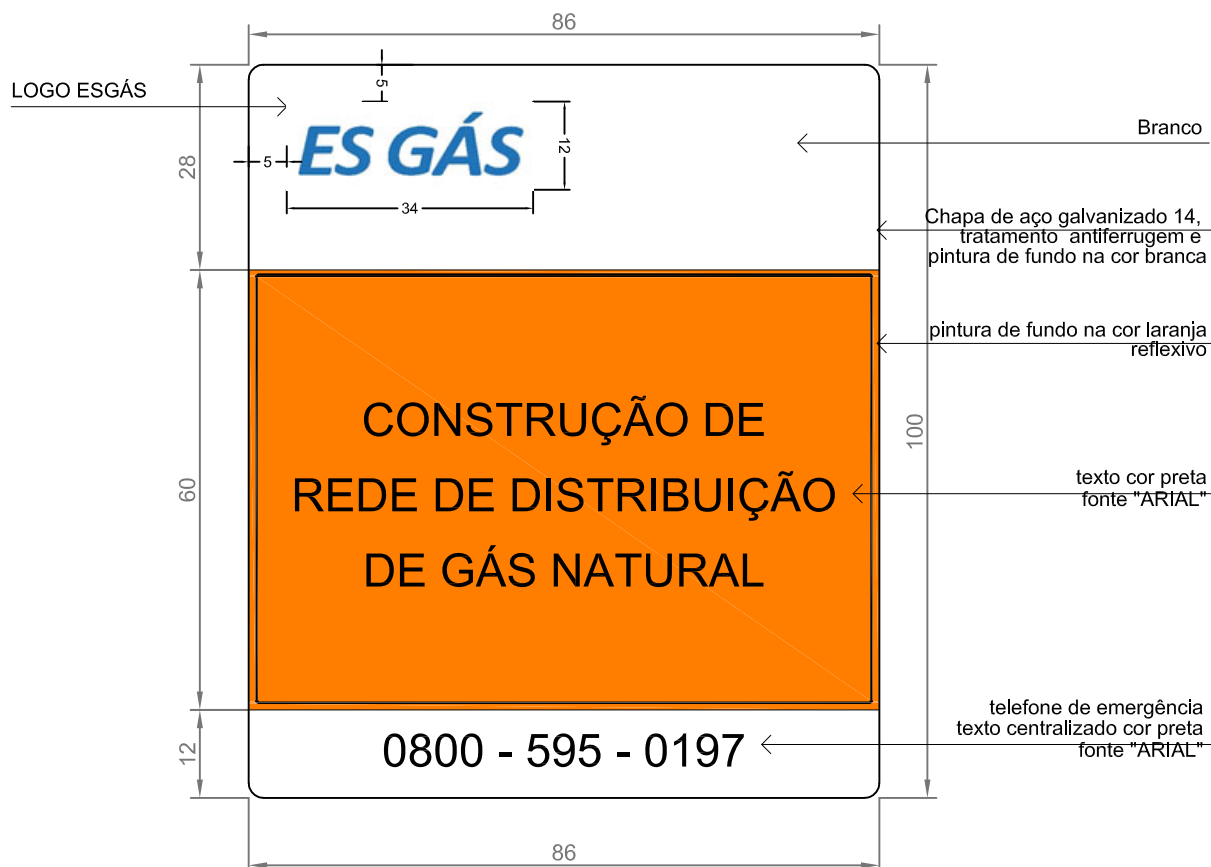 86
LOGO ESGÁS
5
ES GÁS
12
5
34
28
Branco
Chapa de aço galvanizado 14,
tratamento antiferrugem e
pintura de fundo na cor branca
pintura de fundo na cor laranja
reflexivo
CONSTRUÇÃO DE
REDE DE DISTRIBUIÇÃO
DE GÁS NATURAL
60
100
texto cor preta
fonte "ARIAL"
telefone de emergência
texto centralizado cor preta
fonte "ARIAL"
0800 - 595 - 0197
12
86